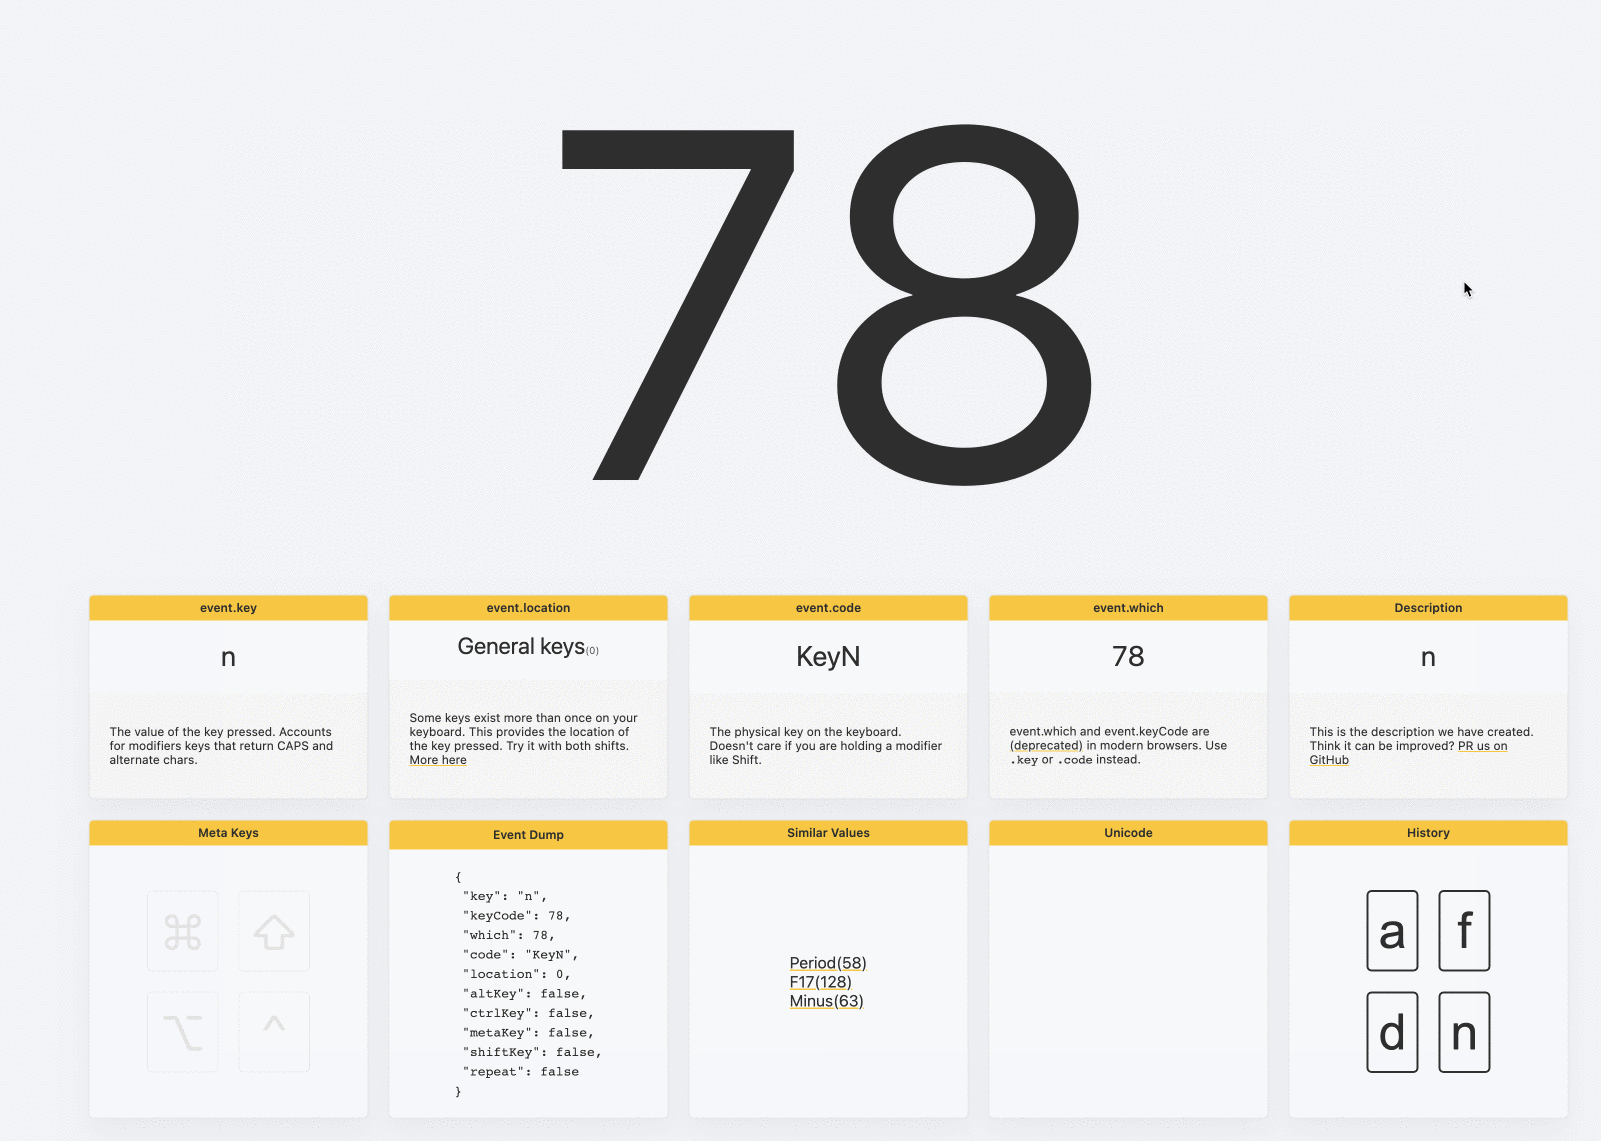 78
event.key
n
The value of the key pressed. Accounts
for modifiers keys that return CAPS and
alternate chars.
event.location
General keys(0)
Some keys exist more than once on your
keyboard. This provides the location of
the key pressed. Try it with both shifts.
More here
event.code
KeyN
The physical key on the keyboard.
Doesn't care if you are holding a modifier
like Shift.
event.which
78
event.which and event.keyCode are
(deprecated) in modern browsers. Use
.key or .code instead.
Description
n
This is the description we have created.
Think it can be improved? PR us on
GitHub
Meta Keys
⌘ ⇧
⌥ ^
Event Dump
{
"key": "n",
"keyCode": 78,
"which": 78,
"code": "KeyN",
"location": 0,
"altKey": false,
"ctrlKey": false,
"metaKey": false,
"shiftKey": false,
"repeat": false
}
Similar Values
Period(58)
F17(128)
Minus(63)
Unicode
History
a f
d n